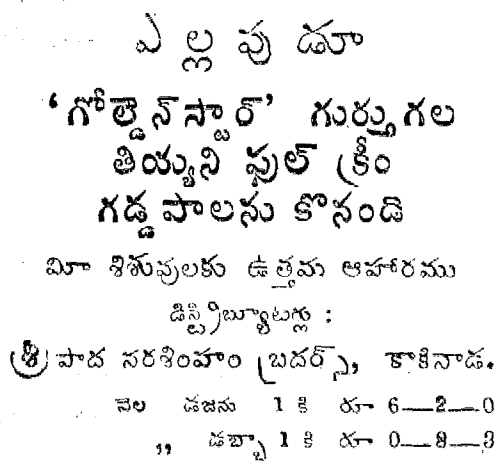 ఎల్లపుడూ
‘గోల్డెన్‌స్టార్’ గుర్తుగల
తియ్యని ఫుల్ క్రీం
గడ్డపాలను కొనండి
మీ శిశువులకు ఉత్తమ ఆహారము
డిస్ట్రిబ్యూటర్లు :
శ్రీపాద నరశింహం బ్రదర్స్, కాకినాడ.
వెల డజను 1 కి రూ 6—2—0
,, డబ్బా 1 కి రూ 0—8—3